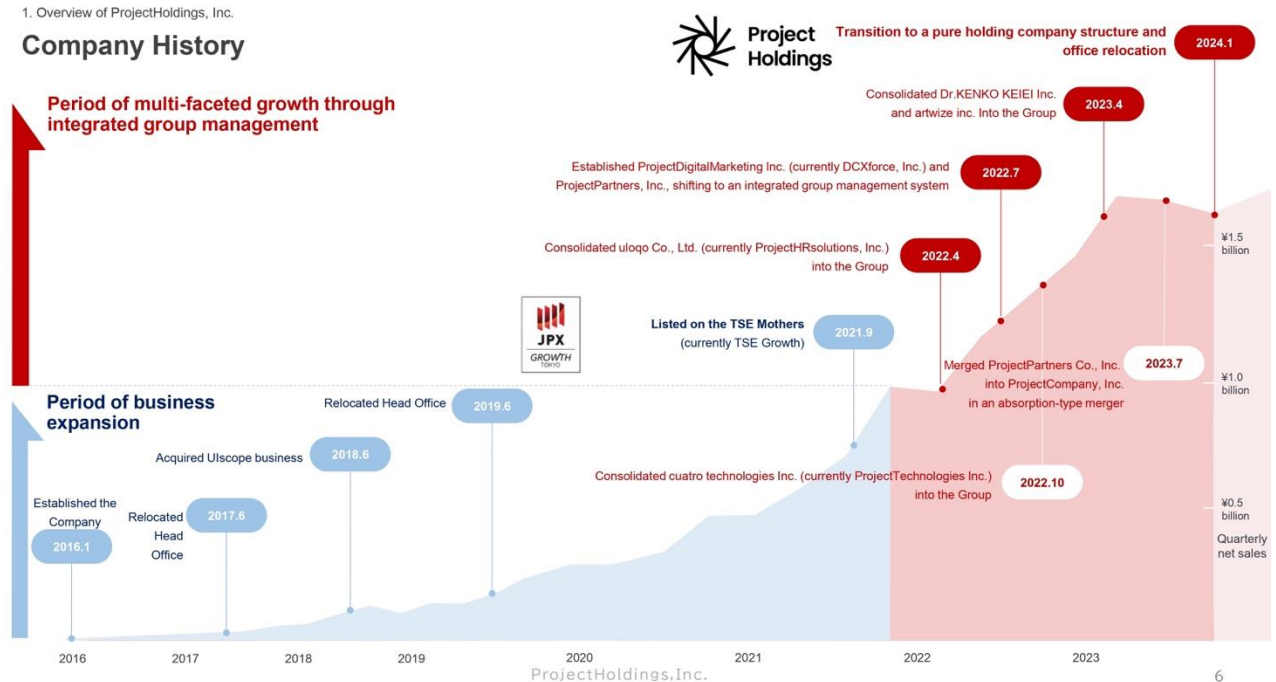 1. Overview of ProjectHoldings, Inc.
Company History
Project
Holdings
Transition to a pure holding company structure and
office relocation
2024.1
Period of multi-faceted growth through
integrated group management
Consolidated Dr.KENKO KEIEI Inc.
and artwize inc. Into the Group
2023.4
Established ProjectDigitalMarketing Inc. (currently DCXforce, Inc.) and
ProjectPartners, Inc., shifting to an integrated group management system
2022.7
Consolidated uloqo Co., Ltd. (currently ProjectHRsolutions, Inc.)
into the Group
2022.4
¥1.5
billion
JPX
GROWTH
TOKYO
Listed on the TSE Mothers
(currently TSE Growth)
2021.9
Merged ProjectPartners Co., Inc.
into ProjectCompany, Inc.
in an absorption-type merger
2023.7
¥1.0
billion
Period of business
expansion
Relocated Head Office
2019.6
Acquired UIscope business
2018.6
Consolidated cuatro technologies Inc. (currently ProjectTechnologies Inc.)
into the Group
2022.10
Established the
Company
2016.1
Relocated
Head
Office
2017.6
¥0.5
billion
Quarterly
net sales
2016
2017
2018
2019
2020
2021
2022
2023
ProjectHoldings,Inc.
6